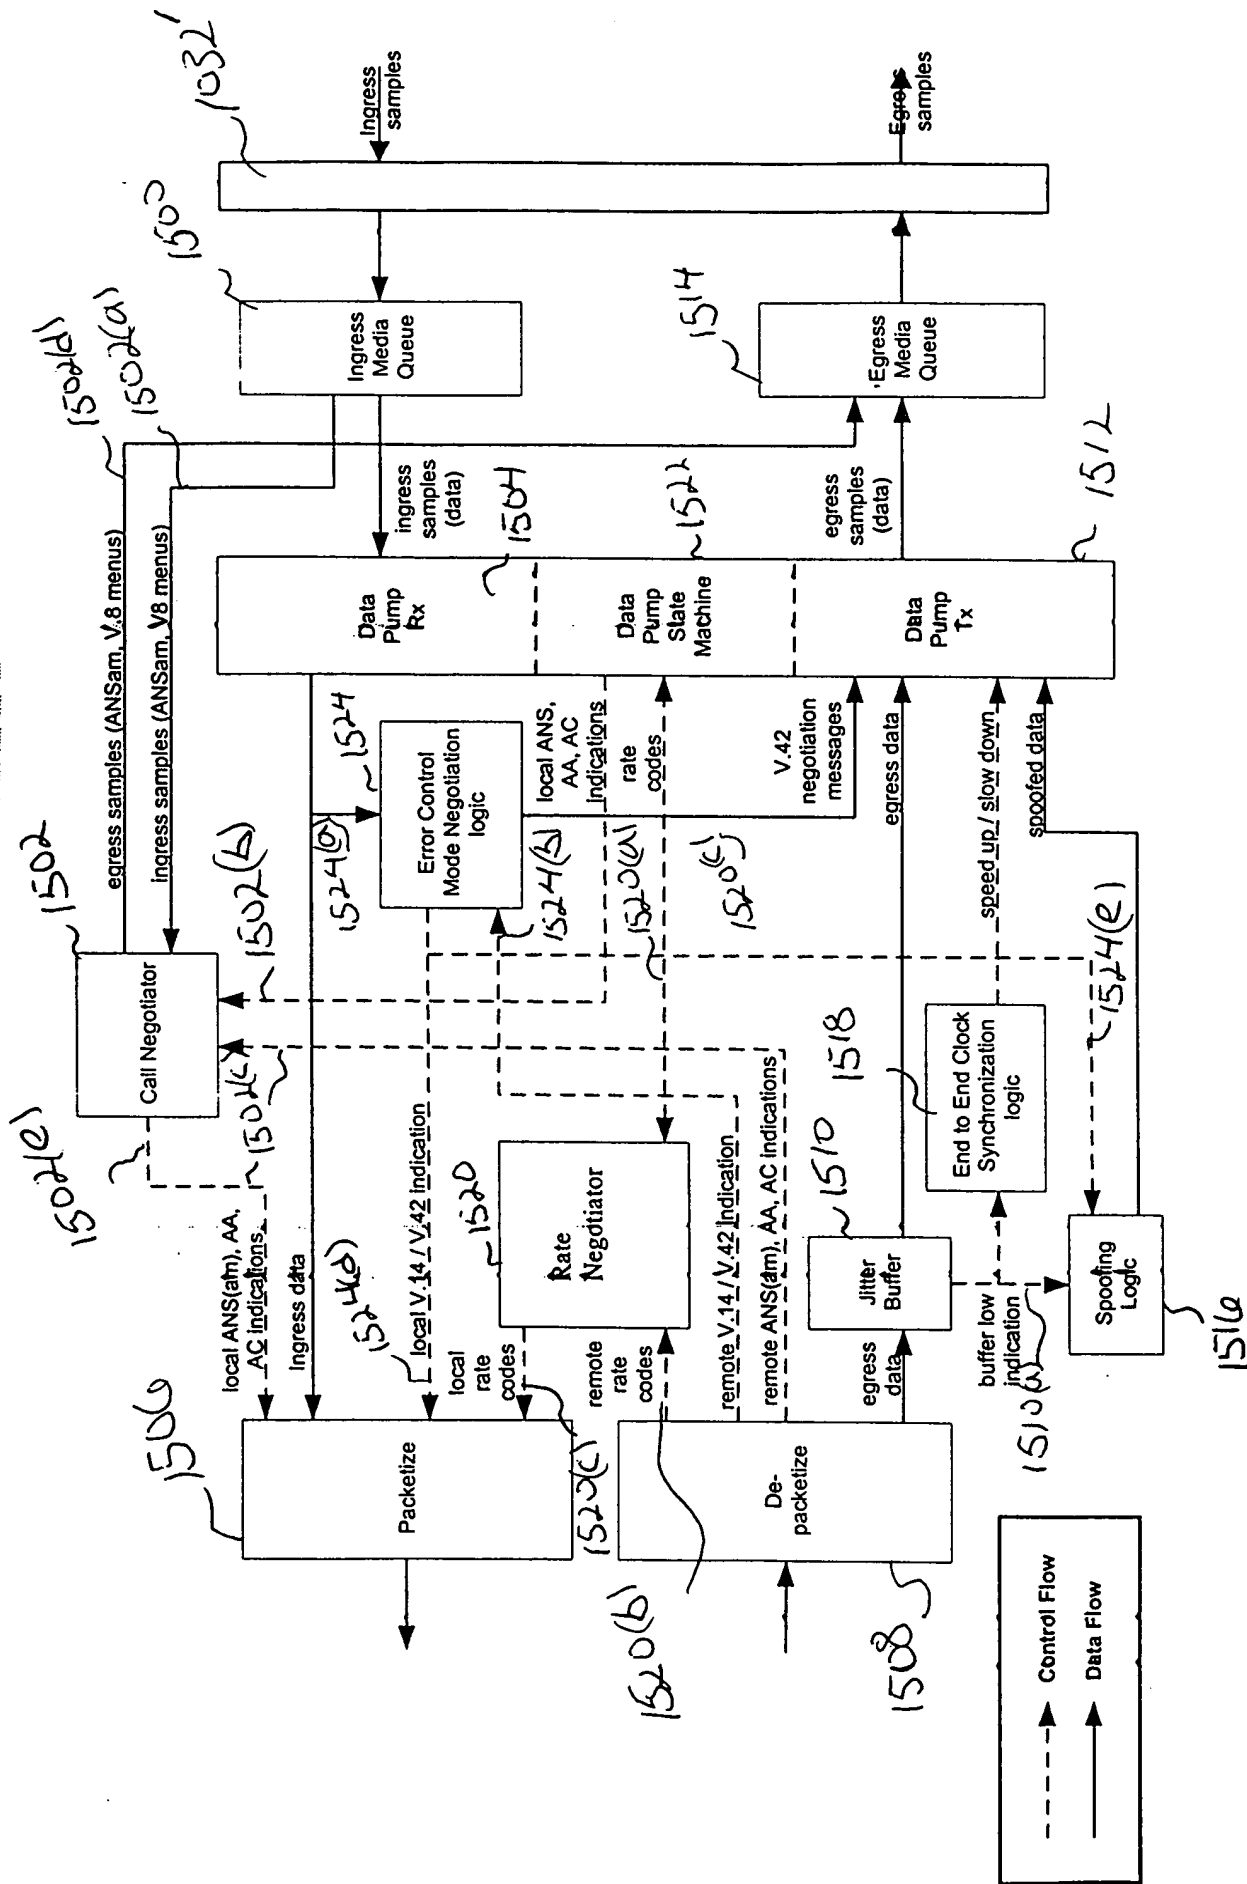 1032'
Ingress
samples
Egress
samples
1500
Ingress
Media
Queue
1514
Egress
Media
Queue
1502(d)
1502(a)
egress samples (ANSam, V.8 menus)
ingress samples (ANSam, V8 menus)
ingress
samples
(data)
1504
1522
egress
samples
(data)
1512
Data
Pump
Rx
Data
Pump
State
Machine
Data
Pump
Tx
1502
Call Negotiator
1502(b)
1502(c)
1502(e)
1524
1524(a)
Error Control
Mode Negotiation
logic
1524(b)
local ANS,
AA, AC
indications
rate
codes
1520(a)
V.42
negotiation
messages
1520(c)
egress data
speed up / slow down
spoofed data
1524(e)
local ANS(am), AA,
AC indications
Ingress data
1524(d)
local V.14 / V.42 indication
1520
Rate
Negotiator
local
rate
codes
remote
rate
codes
remote V.14 / V.42 Indication
remote ANS(am), AA, AC indications
1510
Jitter
Buffer
1518
End to End Clock
Synchronization
logic
egress
data
buffer low
indication
1510(a)
Spoofing
Logic
1516
1506
Packetize
1520(c)
1520(b)
De-
packetize
1508
Control Flow
Data Flow